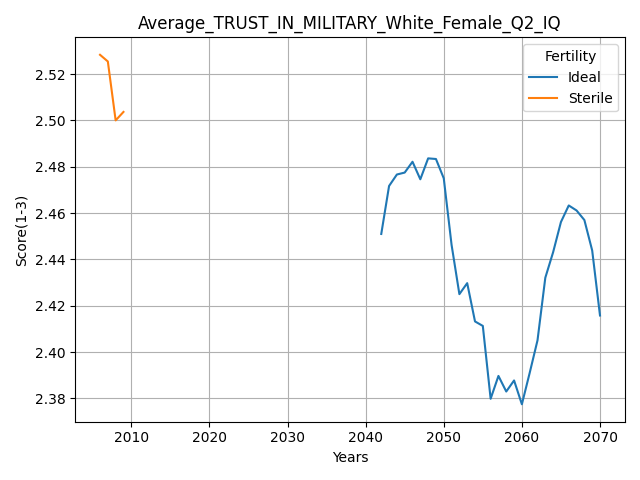 Average_TRUST_IN_MILITARY_White_Female_Q2_IQ
Fertility
Ideal
Sterile
Score(1-3)
2.52
2.50
2.48
2.46
2.44
2.42
2.40
2.38
2010 2020 2030 2040 2050 2060 2070
Years